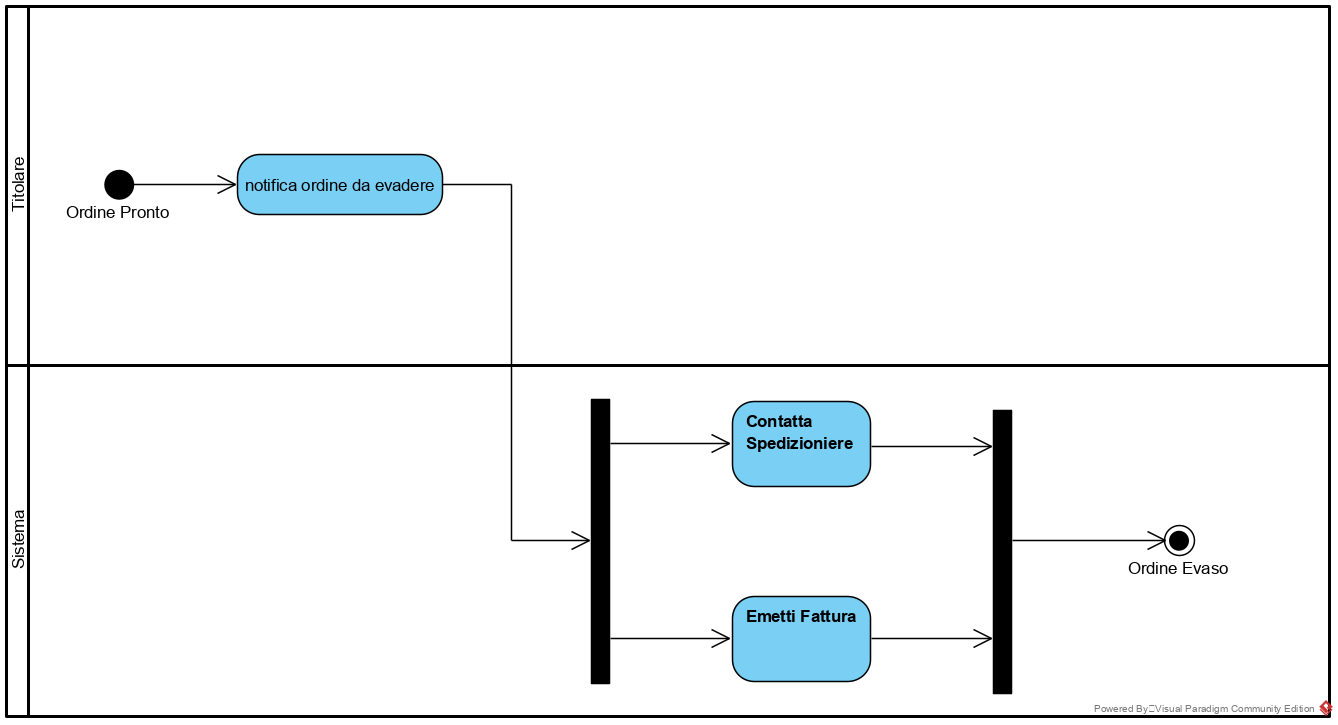 Titolare
Ordine Pronto
notifica ordine da evadere
Sistema
Contatta
Spedizioniere
Emetti Fattura
Ordine Evaso
Powered By Visual Paradigm Community Edition